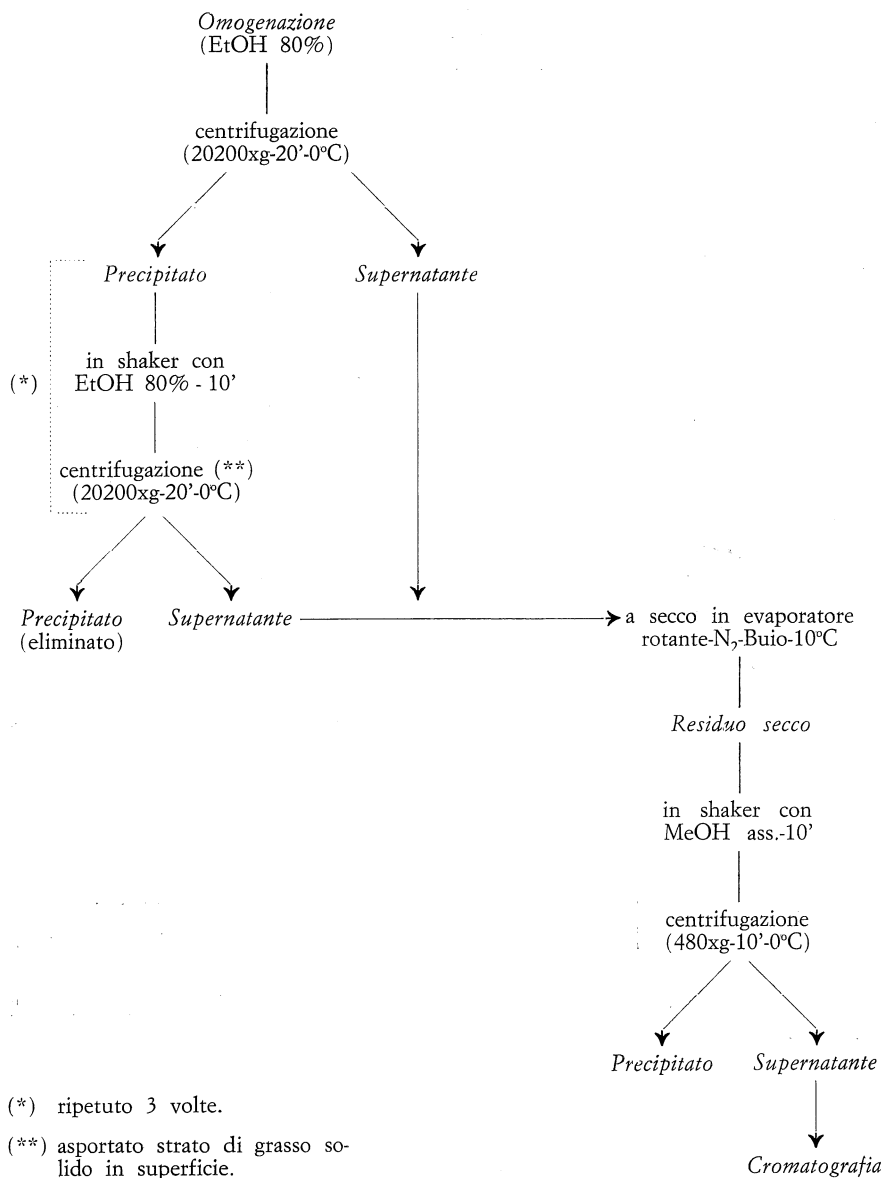 Omogenazione
(EtOH 80%)
centrifugazione
(20200xg-20'-0°C)
Precipitato
Supernatante
(*)
in shaker con
EtOH 80% - 10'
centrifugazione (**)
(20200xg-20'-0°C)
Precipitato
(eliminato)
Supernatante
a secco in evaporatore
rotante-N₂-Buio-10°C
Residuo secco
in shaker con
MeOH ass.-10'
centrifugazione
(480xg-10'-0°C)
Precipitato
Supernatante
Cromatografia
(*) ripetuto 3 volte.
(**) asportato strato di grasso so-
lido in superficie.